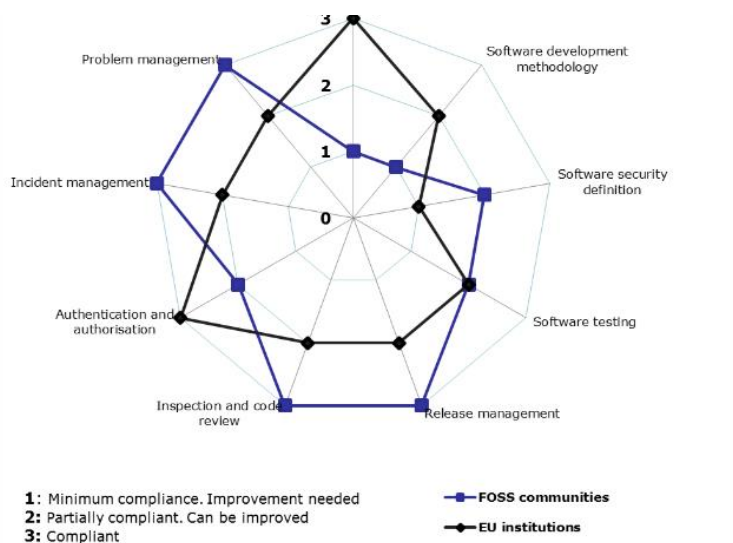 3
Problem management
Software development
methodology
2
1
Incident management
Software security
definition
0
Authentication and
authorisation
Software testing
Inspection and code
review
Release management
1: Minimum compliance. Improvement needed
2: Partially compliant. Can be improved
3: Compliant
FOSS communities
EU institutions